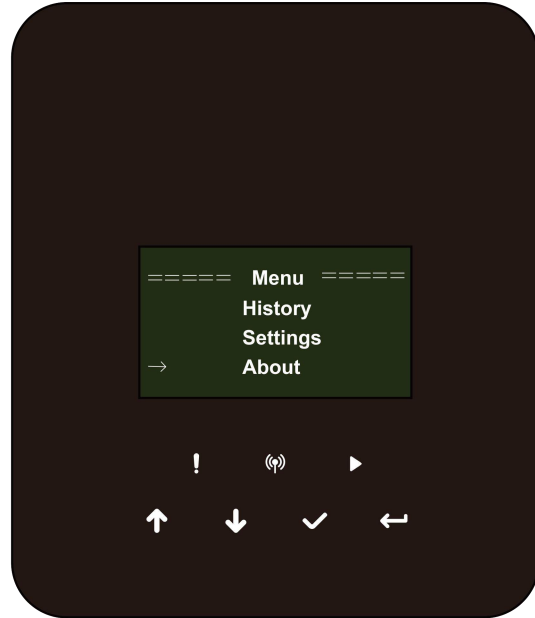 ===== Menu =====
History
Settings
→ About
!